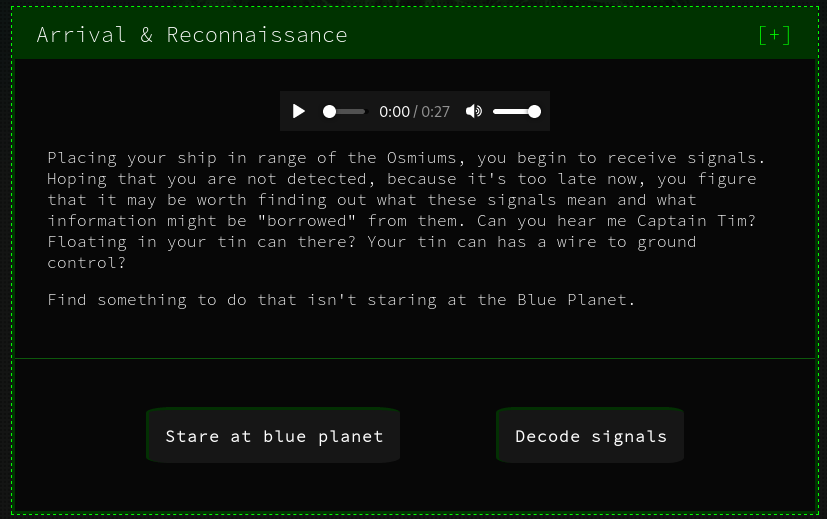 Arrival & Reconnaissance [+]
0:00 / 0:27
Placing your ship in range of the Osmiums, you begin to receive signals.
Hoping that you are not detected, because it's too late now, you figure
that it may be worth finding out what these signals mean and what
information might be "borrowed" from them. Can you hear me Captain Tim?
Floating in your tin can there? Your tin can has a wire to ground
control?
Find something to do that isn't staring at the Blue Planet.
Stare at blue planet
Decode signals